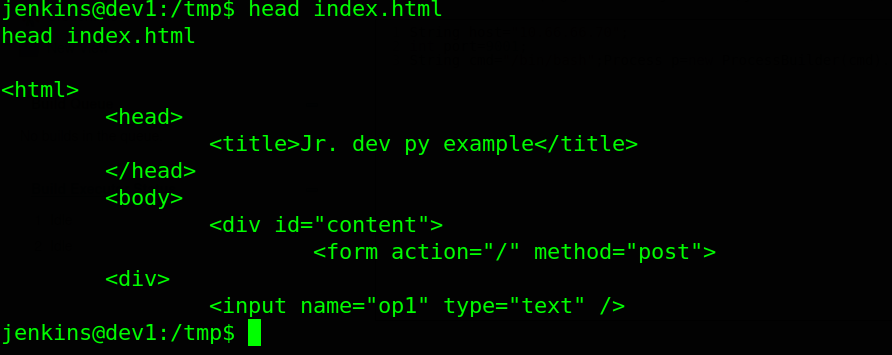 jenkins@dev1:/tmp$ head index.html
head index.html

<html>
        <head>
                <title>Jr. dev py example</title>
        </head>
        <body>
                <div id="content">
                        <form action="/" method="post">
        <div>
                <input name="op1" type="text" />
jenkins@dev1:/tmp$